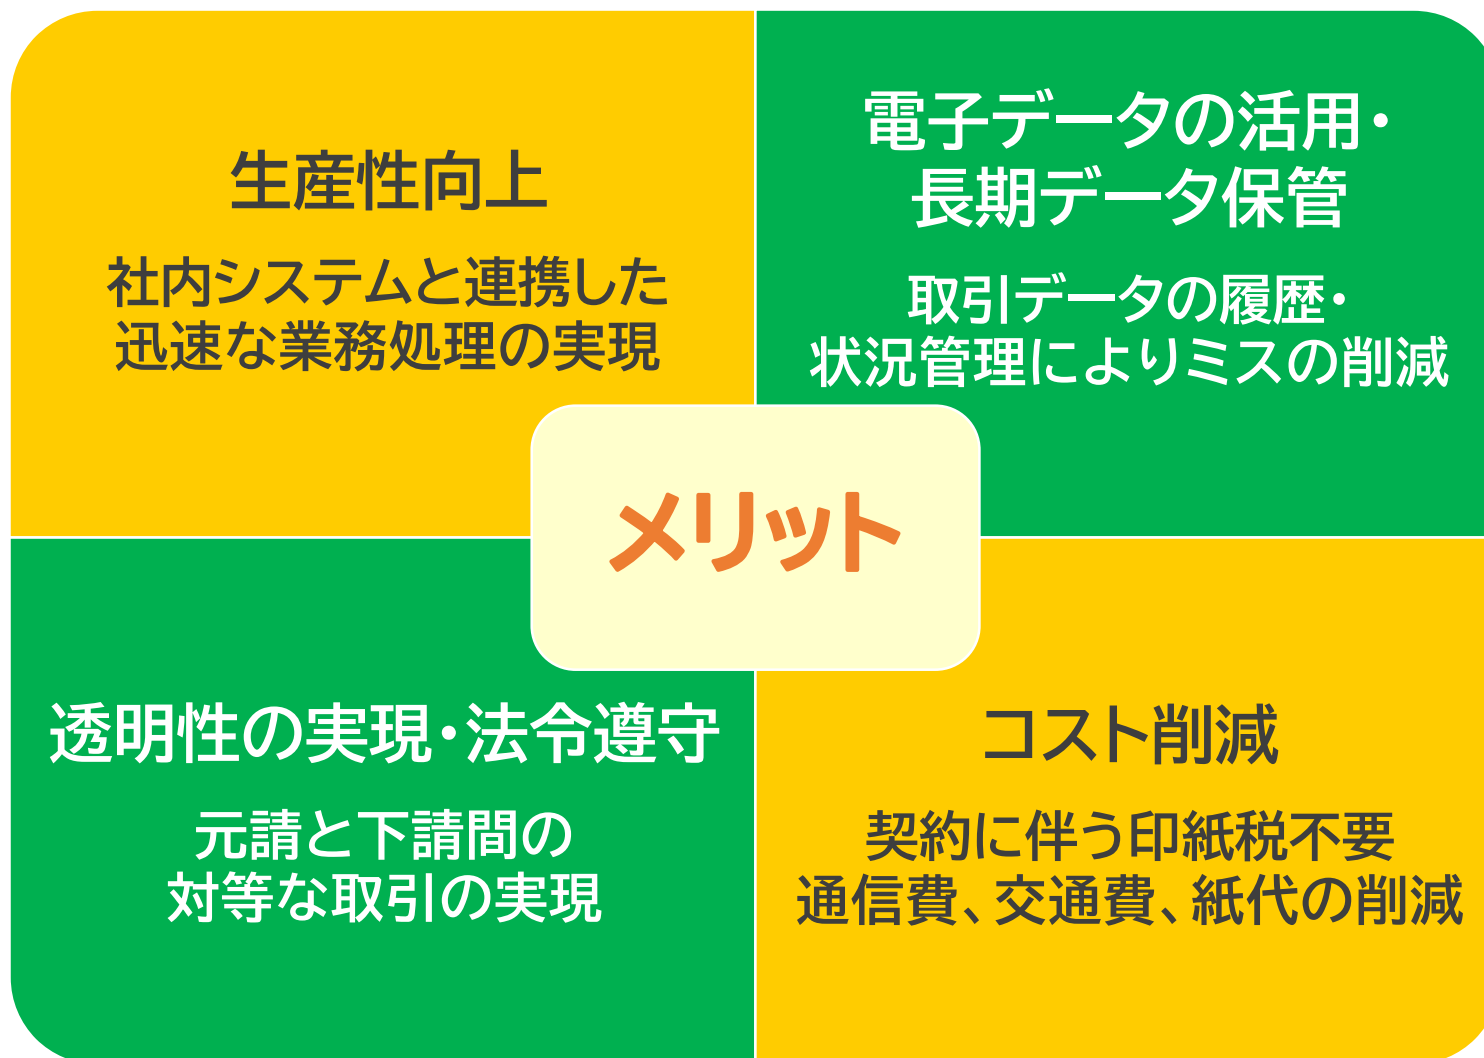 生産性向上
社内システムと連携した
迅速な業務処理の実現
電子データの活用・
長期データ保管
取引データの履歴・
状況管理によりミスの削減
メリット
透明性の実現・法令遵守
元請と下請間の
対等な取引の実現
コスト削減
契約に伴う印紙税不要
通信費、交通費、紙代の削減